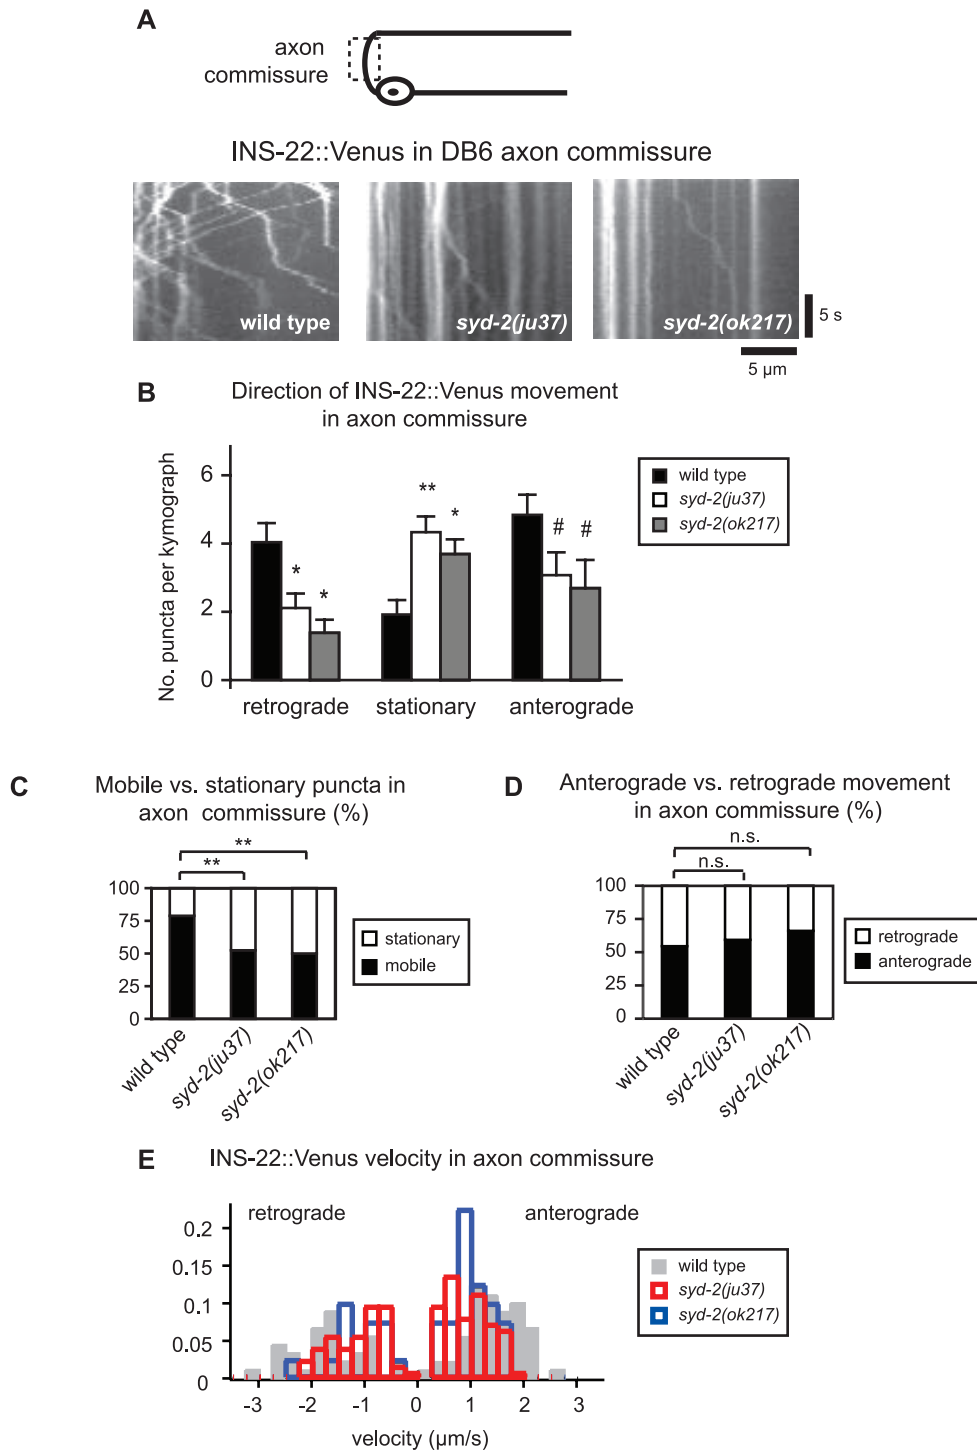 A
axon
commissure
INS-22::Venus in DB6 axon commissure
wild type
syd-2(ju37)
syd-2(ok217)
5 s
5 µm
B
Direction of INS-22::Venus movement
in axon commissure
No. puncta per kymograph
6
4
2
0
*
*
**
*
#
#
retrograde
stationary
anterograde
wild type
syd-2(ju37)
syd-2(ok217)
C
Mobile vs. stationary puncta in
axon commissure (%)
**
**
100
75
50
25
0
wild type
syd-2(ju37)
syd-2(ok217)
stationary
mobile
D
Anterograde vs. retrograde movement
in axon commissure (%)
n.s.
n.s.
100
75
50
25
0
wild type
syd-2(ju37)
syd-2(ok217)
retrograde
anterograde
E
INS-22::Venus velocity in axon commissure
retrograde
anterograde
0.2
0.15
0.1
0.05
0
-3
-2
-1
0
1
2
3
velocity (µm/s)
wild type
syd-2(ju37)
syd-2(ok217)